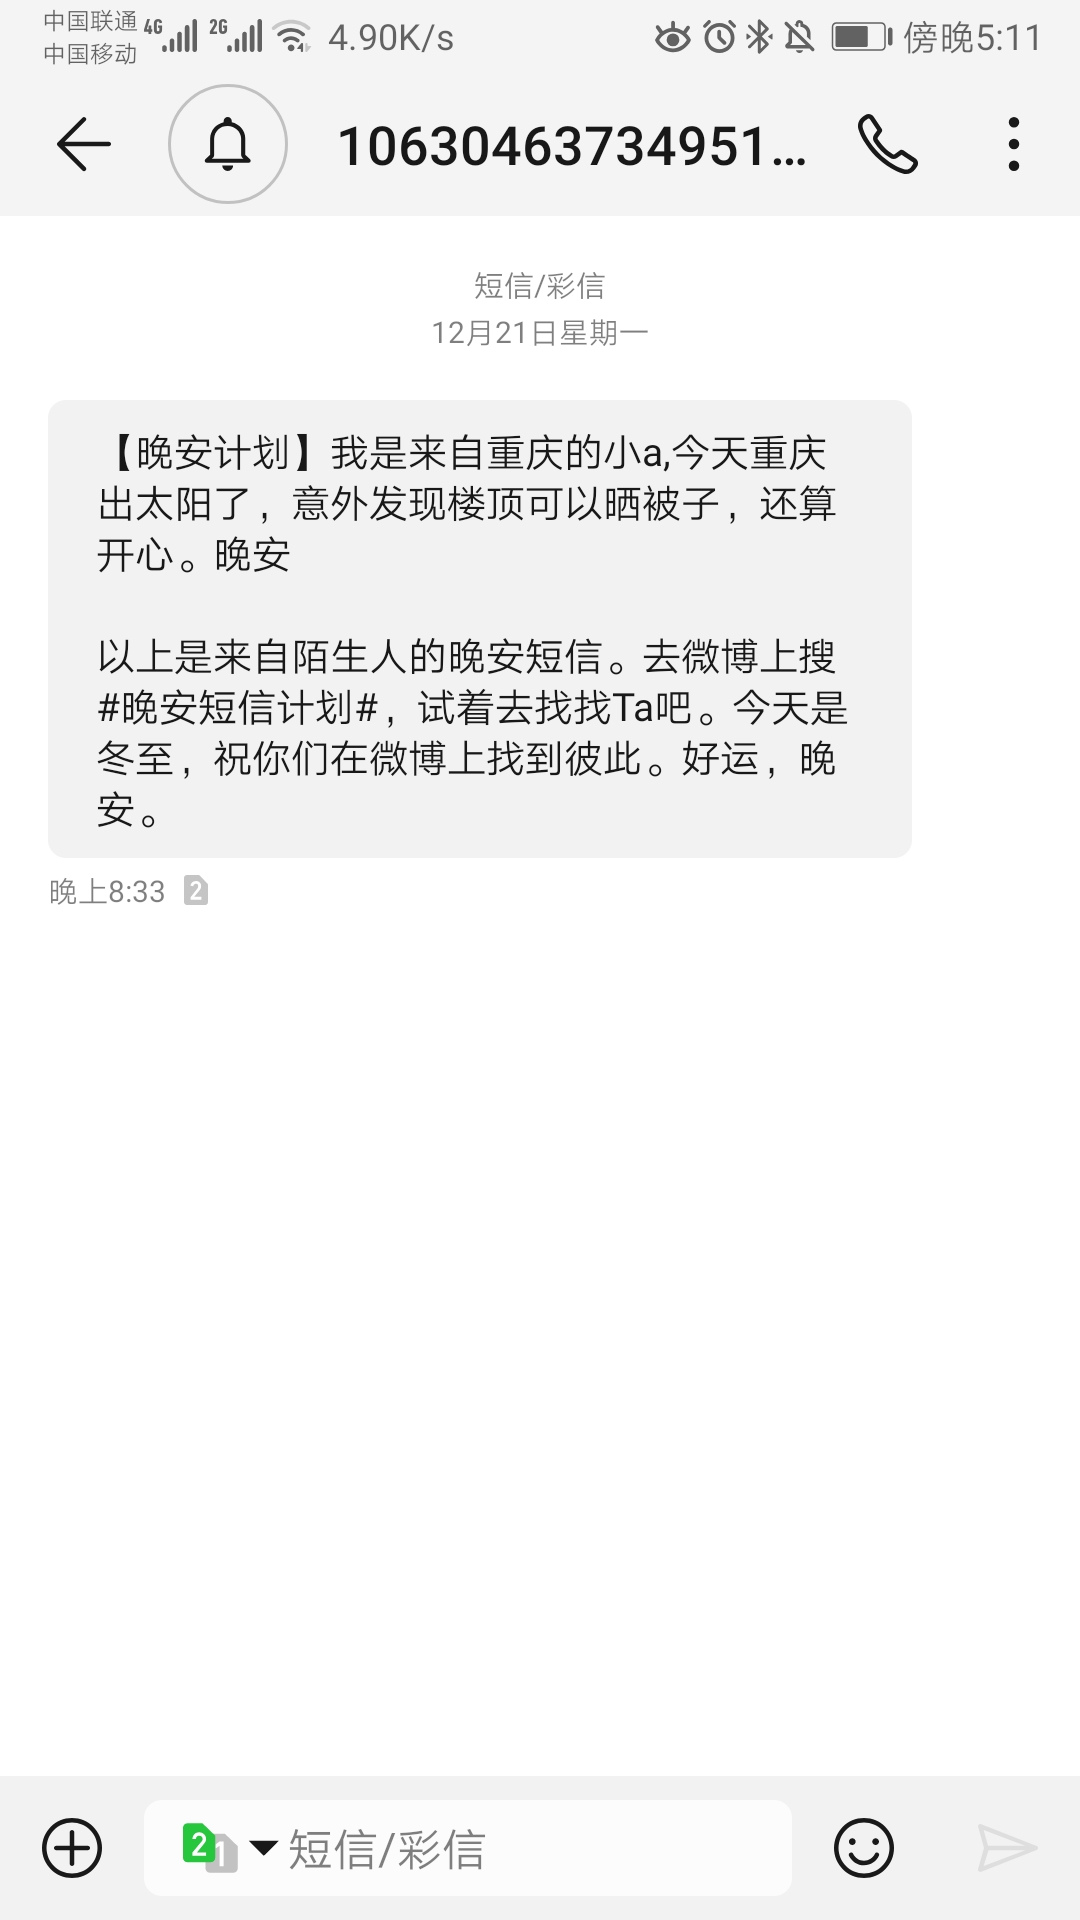 中国联通 4G 2G 4.90K/s 傍晚5:11
中国移动
10630463734951...
短信/彩信
12月21日星期一
【晚安计划】我是来自重庆的小a,今天重庆
出太阳了，意外发现楼顶可以晒被子，还算
开心。晚安
以上是来自陌生人的晚安短信。去微博上搜
#晚安短信计划#，试着去找找Ta吧。今天是
冬至，祝你们在微博上找到彼此。好运，晚
安。
晚上8:33 2
2 1 短信/彩信